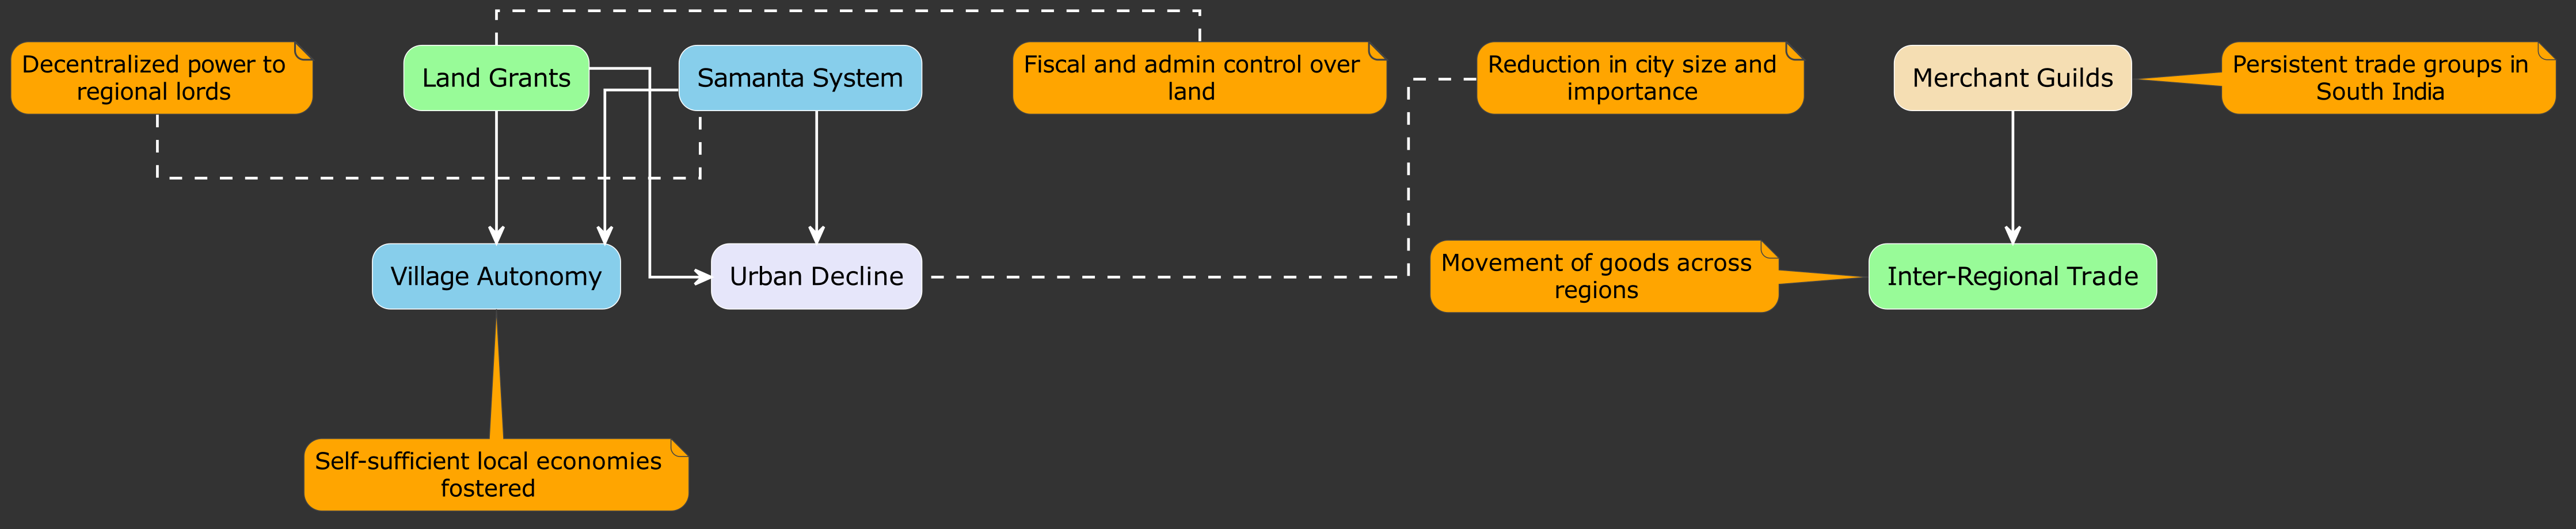 Decentralized power to
regional lords
Land Grants
Samanta System
Fiscal and admin control over
land
Reduction in city size and
importance
Merchant Guilds
Persistent trade groups in
South India
Village Autonomy
Urban Decline
Movement of goods across
regions
Inter-Regional Trade
Self-sufficient local economies
fostered